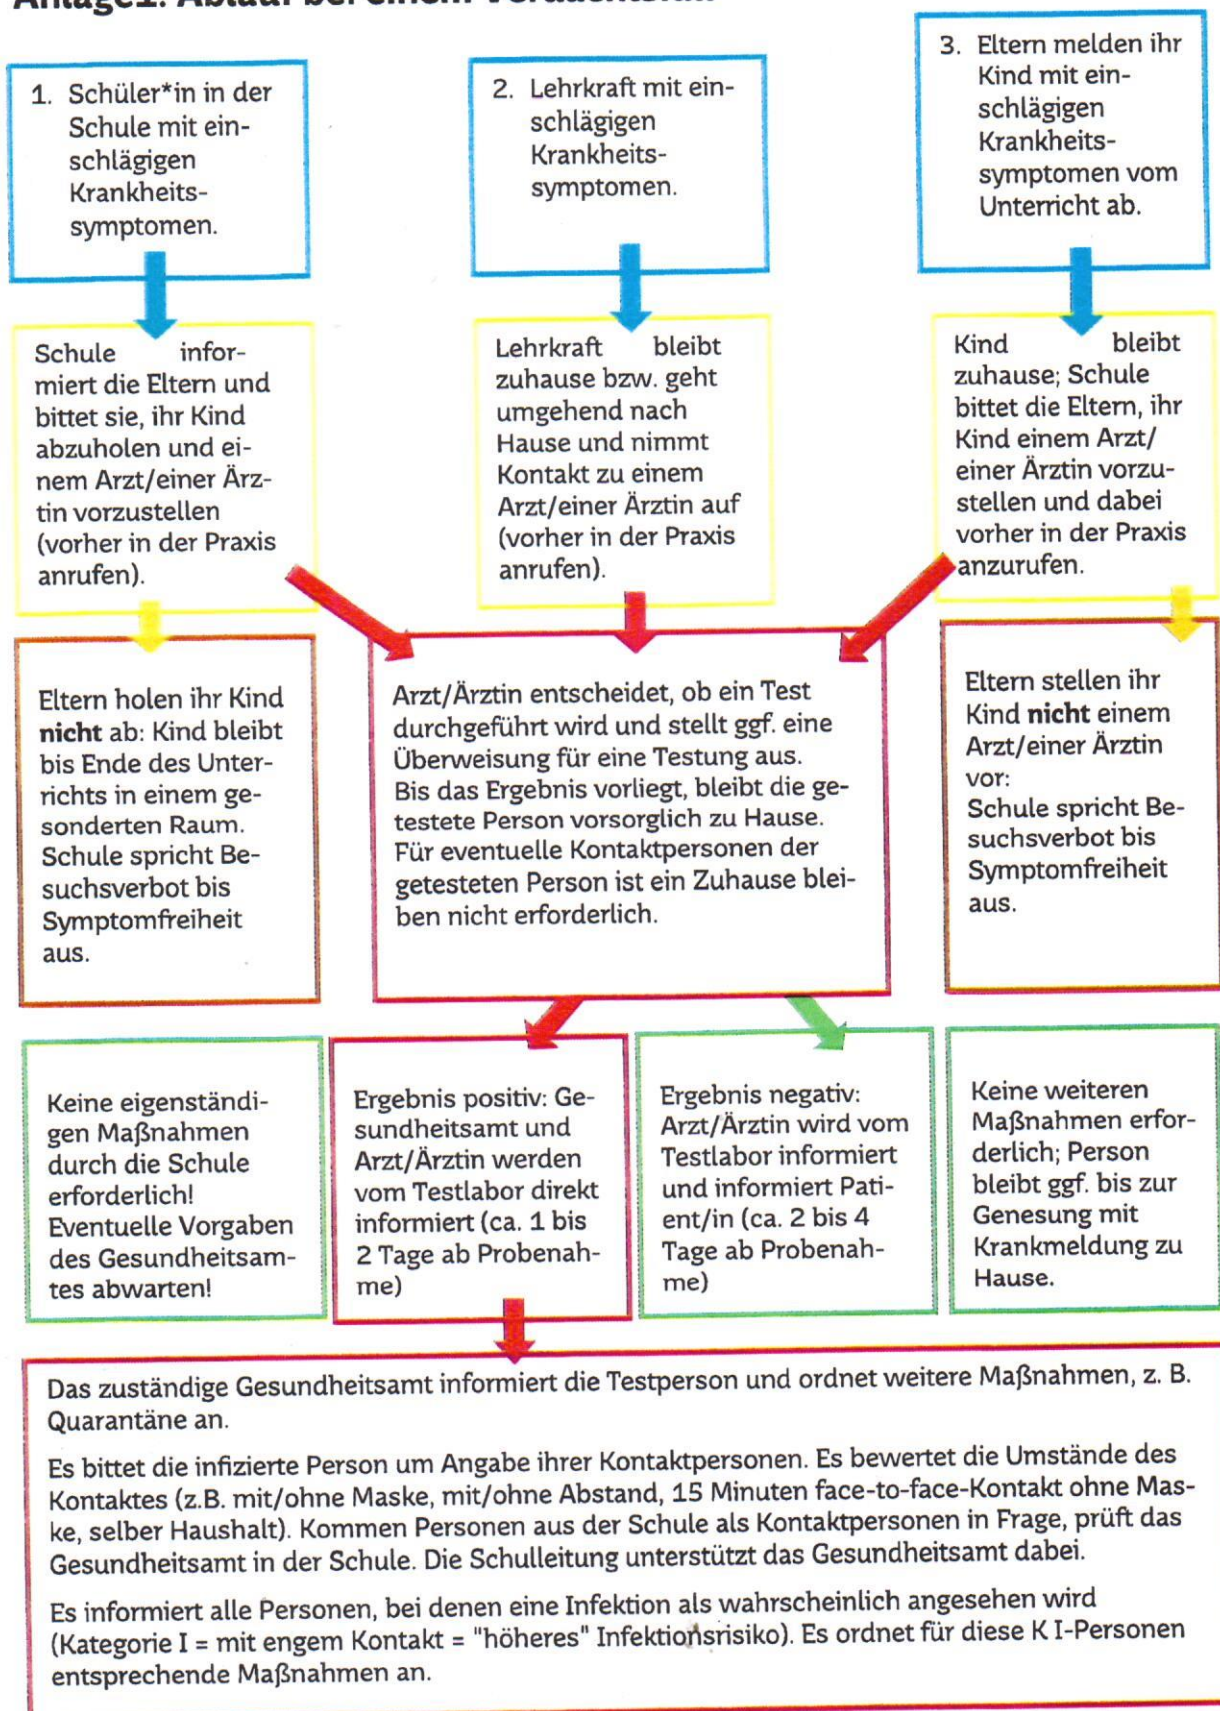 Anlage1: Ablauf bei einem Verdachtsfall
1. Schüler*in in der
Schule mit ein-
schlägigen
Krankheits-
symptomen.
2. Lehrkraft mit ein-
schlägigen
Krankheits-
symptomen.
3. Eltern melden ihr
Kind mit ein-
schlägigen
Krankheits-
symptomen vom
Unterricht ab.
Schule infor-
miert die Eltern und
bittet sie, ihr Kind
abzuholen und ei-
nem Arzt/einer Ärz-
tin vorzustellen
(vorher in der Praxis
anrufen).
Lehrkraft bleibt
zuhause bzw. geht
umgehend nach
Hause und nimmt
Kontakt zu einem
Arzt/einer Ärztin auf
(vorher in der Praxis
anrufen).
Kind bleibt
zuhause; Schule
bittet die Eltern, ihr
Kind einem Arzt/
einer Ärztin vorzu-
stellen und dabei
vorher in der Praxis
anzurufen.
Eltern holen ihr Kind
nicht ab: Kind bleibt
bis Ende des Unter-
richts in einem ge-
sonderten Raum.
Schule spricht Be-
suchsverbot bis
Symptomfreiheit
aus.
Arzt/Ärztin entscheidet, ob ein Test
durchgeführt wird und stellt ggf. eine
Überweisung für eine Testung aus.
Bis das Ergebnis vorliegt, bleibt die ge-
testete Person vorsorglich zu Hause.
Für eventuelle Kontaktpersonen der
getesteten Person ist ein Zuhause blei-
ben nicht erforderlich.
Eltern stellen ihr
Kind nicht einem
Arzt/einer Ärztin
vor:
Schule spricht Be-
suchsverbot bis
Symptomfreiheit
aus.
Keine eigenständi-
gen Maßnahmen
durch die Schule
erforderlich!
Eventuelle Vorgaben
des Gesundheitsam-
tes abwarten!
Ergebnis positiv: Ge-
sundheitsamt und
Arzt/Ärztin werden
vom Testlabor direkt
informiert (ca. 1 bis
2 Tage ab Probenah-
me)
Ergebnis negativ:
Arzt/Ärztin wird vom
Testlabor informiert
und informiert Pati-
ent/in (ca. 2 bis 4
Tage ab Probenah-
me)
Keine weiteren
Maßnahmen erfor-
derlich; Person
bleibt ggf. bis zur
Genesung mit
Krankmeldung zu
Hause.
Das zuständige Gesundheitsamt informiert die Testperson und ordnet weitere Maßnahmen, z. B.
Quarantäne an.
Es bittet die infizierte Person um Angabe ihrer Kontaktpersonen. Es bewertet die Umstände des
Kontaktes (z.B. mit/ohne Maske, mit/ohne Abstand, 15 Minuten face-to-face-Kontakt ohne Mas-
ke, selber Haushalt). Kommen Personen aus der Schule als Kontaktpersonen in Frage, prüft das
Gesundheitsamt in der Schule. Die Schulleitung unterstützt das Gesundheitsamt dabei.
Es informiert alle Personen, bei denen eine Infektion als wahrscheinlich angesehen wird
(Kategorie I = mit engem Kontakt = "höheres" Infektionsrisiko). Es ordnet für diese K I-Personen
entsprechende Maßnahmen an.